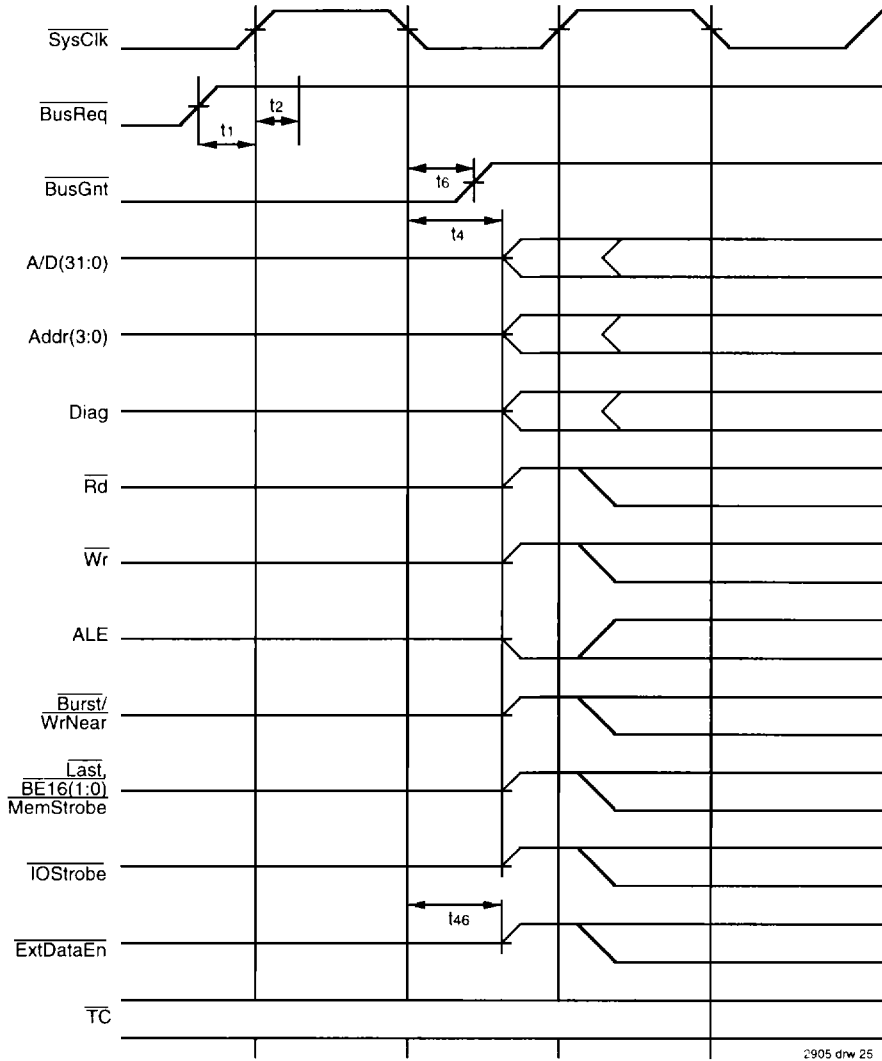 SysClk
BusReq
t1
t2
BusGnt
t6
t4
A/D(31:0)
Addr(3:0)
Diag
Rd
Wr
ALE
Burst/
WrNear
Last,
BE16(1:0)
MemStrobe
IOStrobe
t46
ExtDataEn
TC
2905 drw 25